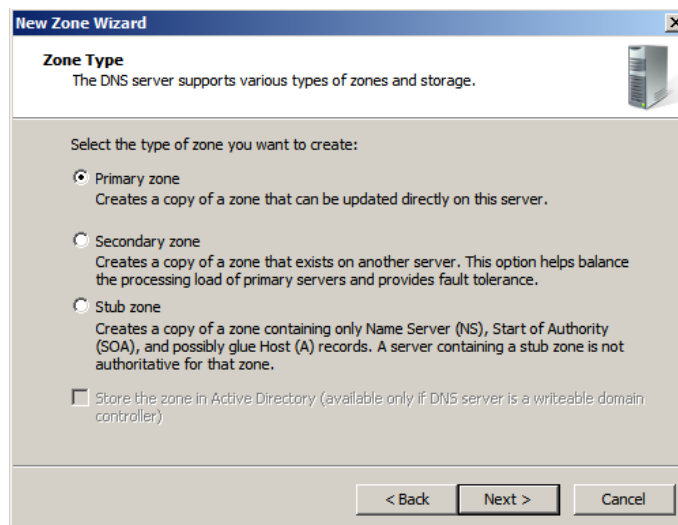 New Zone Wizard
Zone Type
The DNS server supports various types of zones and storage.
Select the type of zone you want to create:
Primary zone
Creates a copy of a zone that can be updated directly on this server.
Secondary zone
Creates a copy of a zone that exists on another server. This option helps balance
the processing load of primary servers and provides fault tolerance.
Stub zone
Creates a copy of a zone containing only Name Server (NS), Start of Authority
(SOA), and possibly glue Host (A) records. A server containing a stub zone is not
authoritative for that zone.
Store the zone in Active Directory (available only if DNS server is a writeable domain
controller)
< Back Next > Cancel